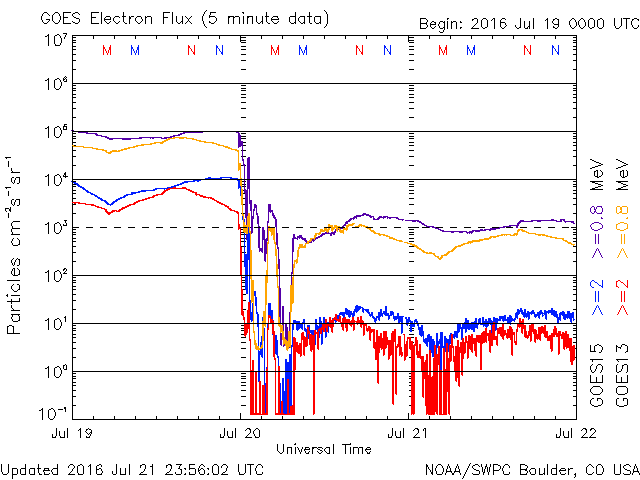 GOES Electron Flux (5 minute data)
Begin: 2016 Jul 19 0000 UTC
M M N N M M N N M M N N
10⁷
10⁶
10⁵
10⁴
10³
10²
10¹
10⁰
10⁻¹
Particles cm⁻²s⁻¹sr⁻¹
Jul 19 Jul 20 Jul 21 Jul 22
Universal Time
GOES15 >=2 >=0.8 MeV
GOES13 >=2 >=0.8 MeV
Updated 2016 Jul 21 23:56:02 UTC
NOAA/SWPC Boulder, CO USA